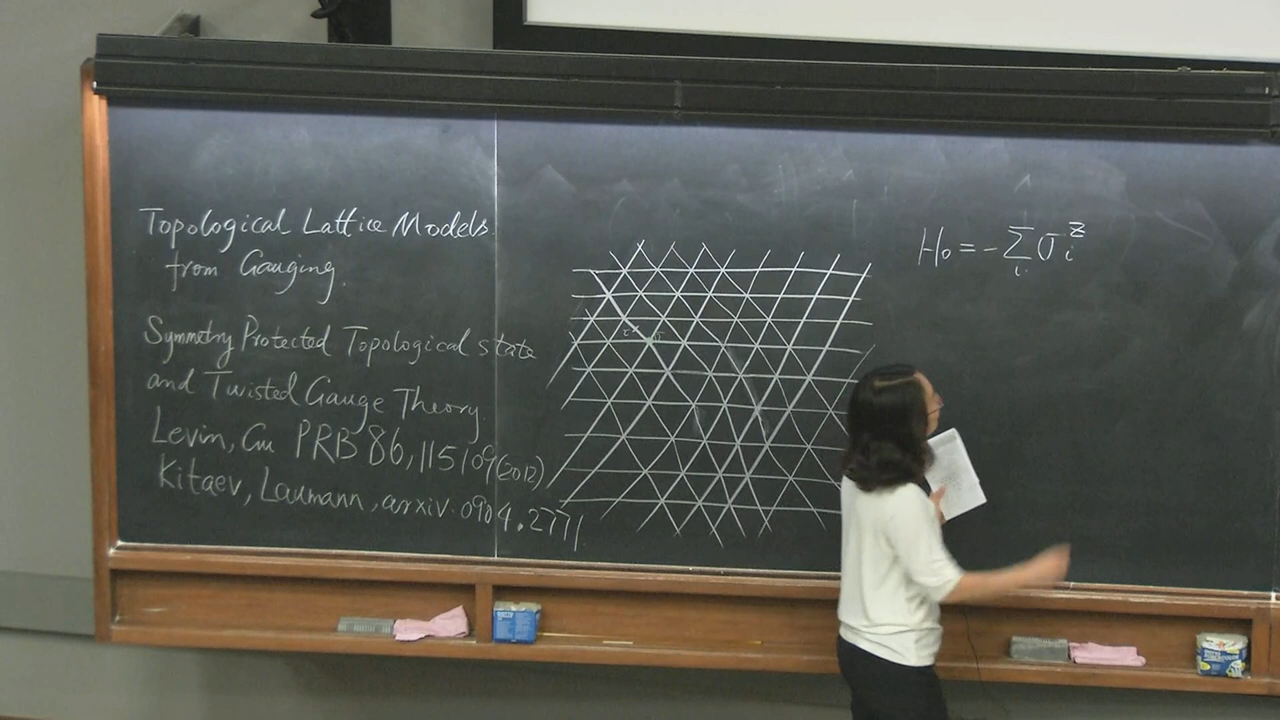 Topological Lattice Models
from Gauging.
Symmetry Protected Topological state
and Twisted Gauge Theory.
Levin, Gu PRB 86, 115109 (2012)
Kitaev, Laumann, arxiv. 0904.2771
H₀ = - ∑ᵢ σᵢᶻ